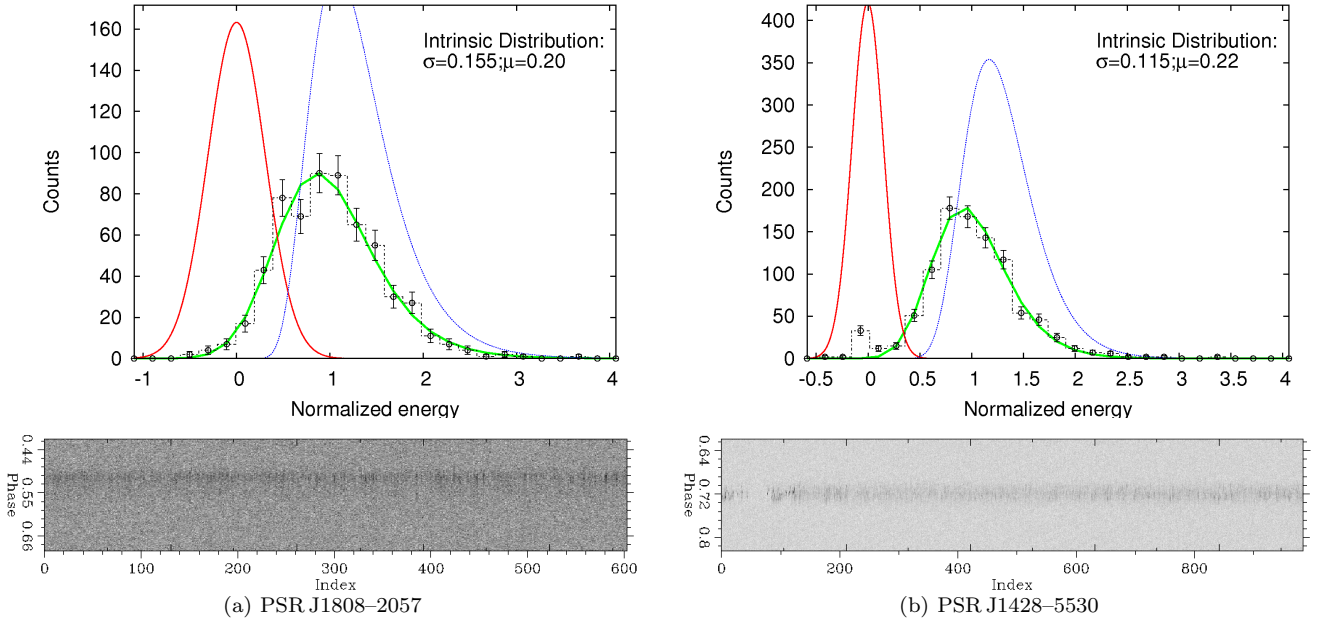 160
140
120
100
80
60
40
20
0
Counts
Intrinsic Distribution:
σ=0.155;μ=0.20
-1 0 1 2 3 4
Normalized energy
0.44
0.55
0.66
Phase
0 100 200 300 400 500 600
Index
(a) PSR J1808–2057
400
350
300
250
200
150
100
50
0
Counts
Intrinsic Distribution:
σ=0.115;μ=0.22
-0.5 0 0.5 1 1.5 2 2.5 3 3.5 4
Normalized energy
0.64
0.72
0.8
Phase
0 200 400 600 800
Index
(b) PSR J1428–5530